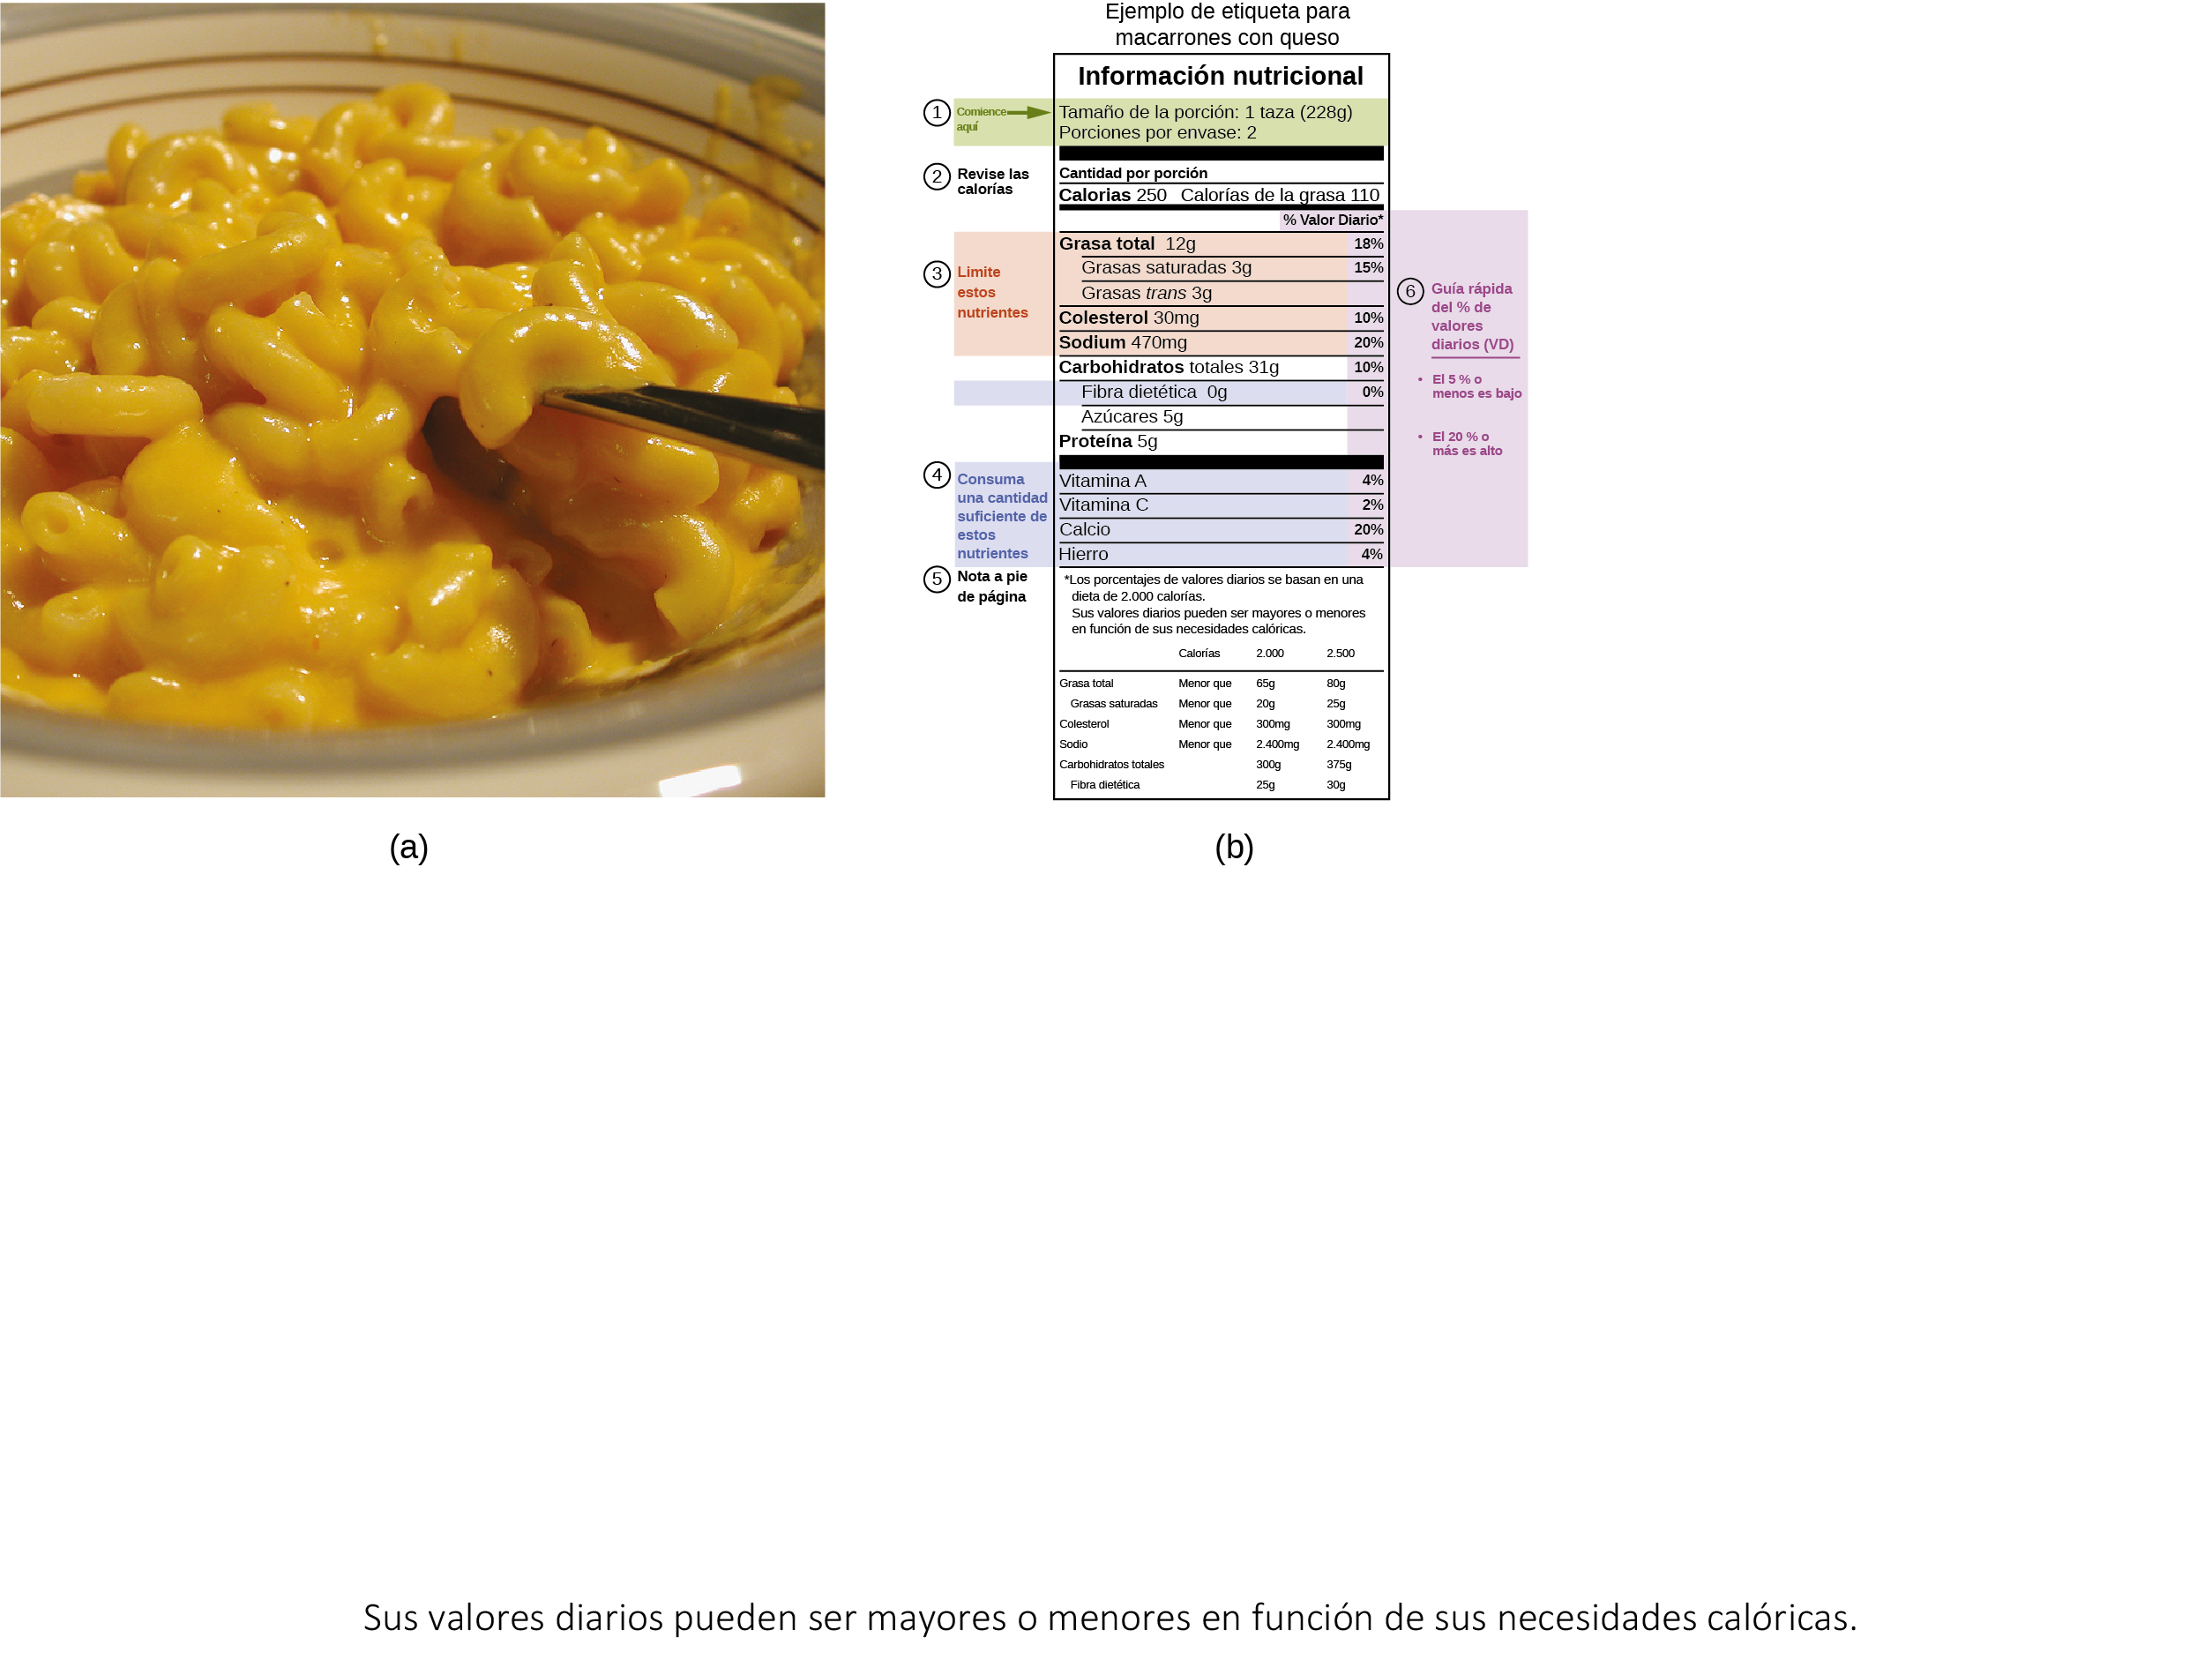 Ejemplo de etiqueta para
macarrones con queso
Información nutricional
1 Comience
aquí
Tamaño de la porción: 1 taza (228g)
Porciones por envase: 2
2 Revise las
calorías
Cantidad por porción
Calorias 250 Calorías de la grasa 110
% Valor Diario*
3 Limite
estos
nutrientes
Grasa total 12g 18%
Grasas saturadas 3g 15%
Grasas trans 3g
Colesterol 30mg 10%
Sodium 470mg 20%
Carbohidratos totales 31g 10%
Fibra dietética 0g 0%
Azúcares 5g
Proteína 5g
4 Consuma
una cantidad
suficiente de
estos
nutrientes
Vitamina A 4%
Vitamina C 2%
Calcio 20%
Hierro 4%
5 Nota a pie
de página
*Los porcentajes de valores diarios se basan en una
dieta de 2.000 calorías.
Sus valores diarios pueden ser mayores o menores
en función de sus necesidades calóricas.
Calorías 2.000 2.500
Grasa total Menor que 65g 80g
Grasas saturadas Menor que 20g 25g
Colesterol Menor que 300mg 300mg
Sodio Menor que 2.400mg 2.400mg
Carbohidratos totales 300g 375g
Fibra dietética 25g 30g
6 Guía rápida
del % de
valores
diarios (VD)
• El 5 % o
menos es bajo
• El 20 % o
más es alto
(a)
(b)
Sus valores diarios pueden ser mayores o menores en función de sus necesidades calóricas.